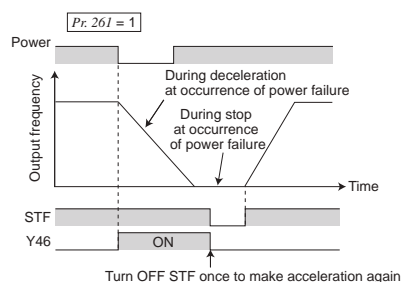 Pr. 261 = 1
Power
During deceleration
at occurrence of power failure
During stop
at occurrence
of power failure
Output frequency
Time
STF
Y46
ON
Turn OFF STF once to make acceleration again